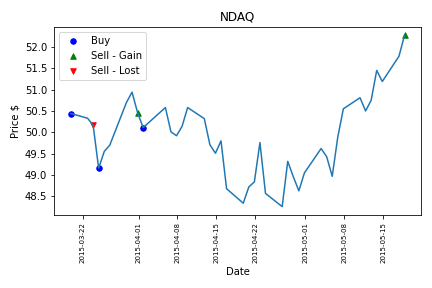 NDAQ
Buy
Sell - Gain
Sell - Lost
Price $
52.0
51.5
51.0
50.5
50.0
49.5
49.0
48.5
2015-03-22
2015-04-01
2015-04-08
2015-04-15
2015-04-22
2015-05-01
2015-05-08
2015-05-15
Date